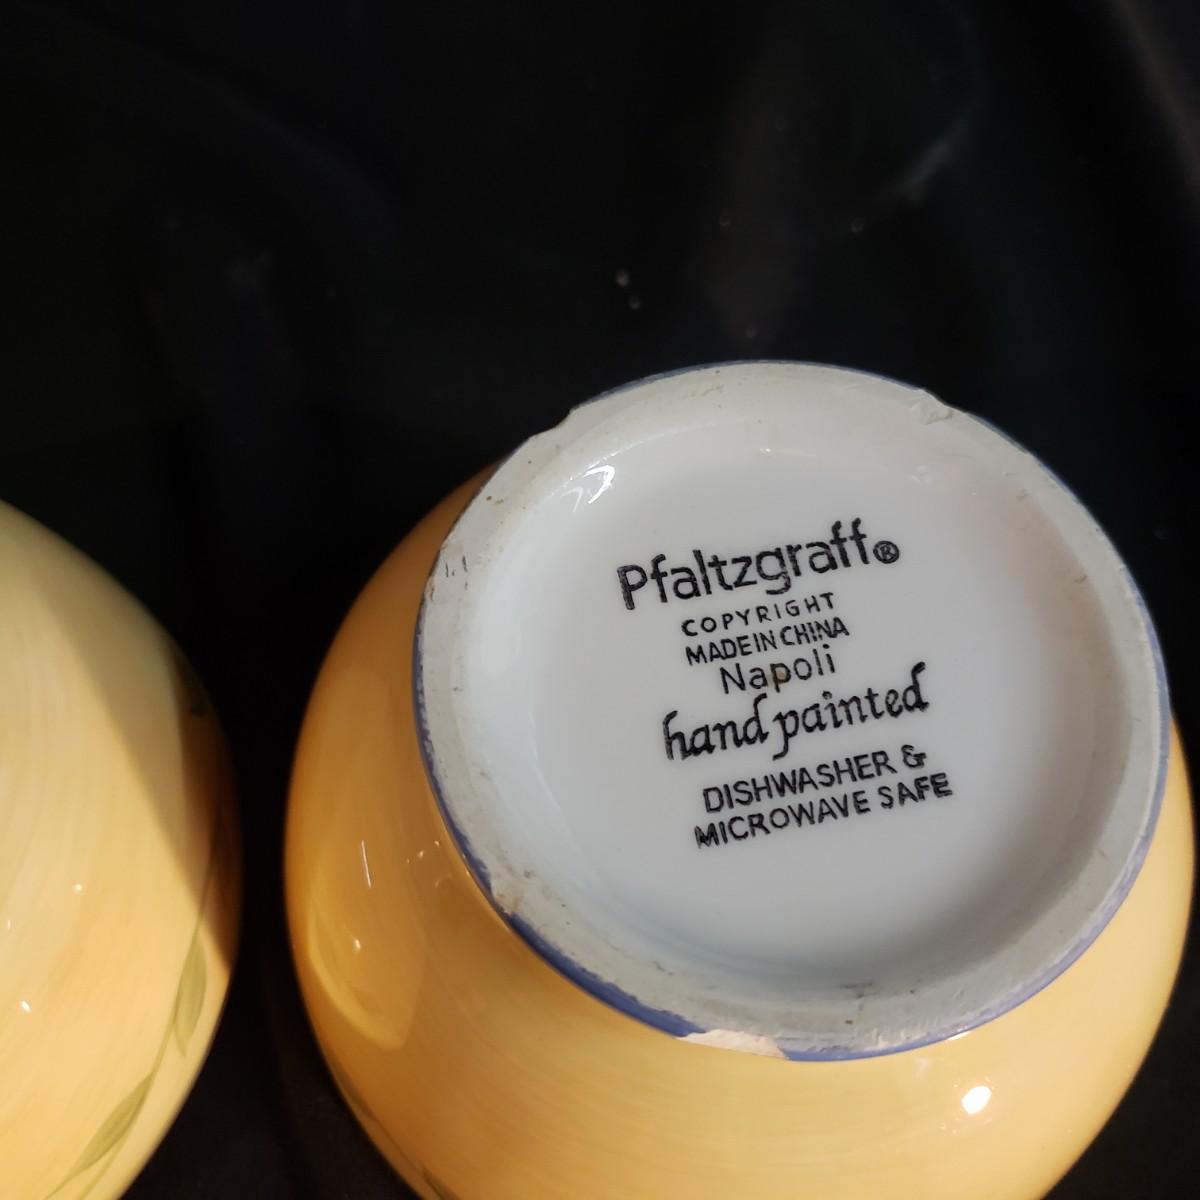 Pfaltzgraff®
COPYRIGHT
MADE IN CHINA
Napoli
hand painted
DISHWASHER &
MICROWAVE SAFE